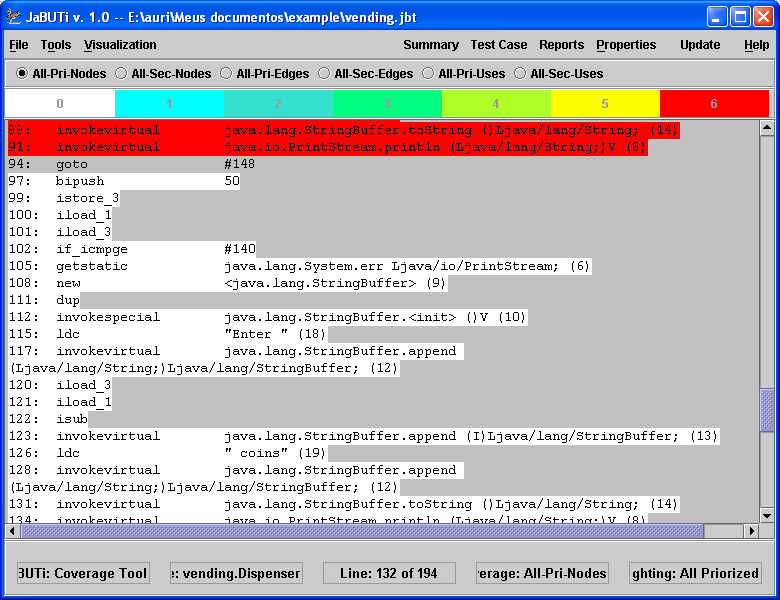 JaBUTi v. 1.0 -- E:\auri\Meus documentos\example\vending.jbt
File Tools Visualization Summary Test Case Reports Properties Update Help
All-Pri-Nodes All-Sec-Nodes All-Pri-Edges All-Sec-Edges All-Pri-Uses All-Sec-Uses
0 1 2 3 4 5 6
88: invokevirtual java.lang.StringBuffer.toString ()Ljava/lang/String; (14)
91: invokevirtual java.io.PrintStream.println (Ljava/lang/String;)V (8)
94: goto #148
97: bipush 50
99: istore_3
100: iload_1
101: iload_3
102: if_icmpge #140
105: getstatic java.lang.System.err Ljava/io/PrintStream; (6)
108: new <java.lang.StringBuffer> (9)
111: dup
112: invokespecial java.lang.StringBuffer.<init> ()V (10)
115: ldc "Enter " (18)
117: invokevirtual java.lang.StringBuffer.append
(Ljava/lang/String;)Ljava/lang/StringBuffer; (12)
120: iload_3
121: iload_1
122: isub
123: invokevirtual java.lang.StringBuffer.append (I)Ljava/lang/StringBuffer; (13)
126: ldc " coins" (19)
128: invokevirtual java.lang.StringBuffer.append
(Ljava/lang/String;)Ljava/lang/StringBuffer; (12)
131: invokevirtual java.lang.StringBuffer.toString ()Ljava/lang/String; (14)
134: invokevirtual java.io.PrintStream.println (Ljava/lang/String;)V (8)
BUTi: Coverage Tool e: vending.Dispenser Line: 132 of 194 verage: All-Pri-Nodes ghting: All Priorized